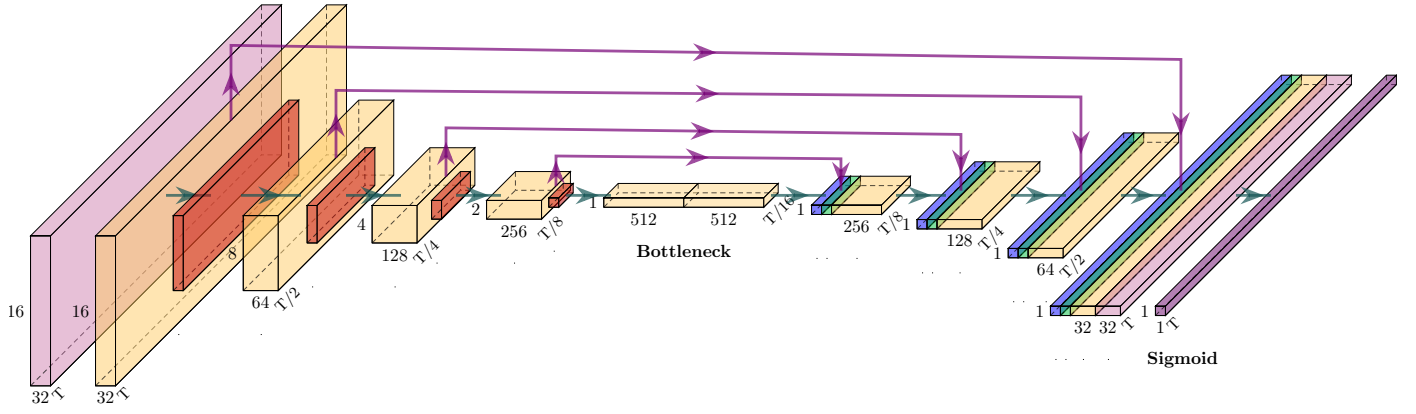 16
32 T
16
32 T
8
64 T/2
4
128 T/4
2
256 T/8
1
512 512 T/16
Bottleneck
1
256 T/8
1
128 T/4
1
64 T/2
1
32 32 T
1
1 T
Sigmoid